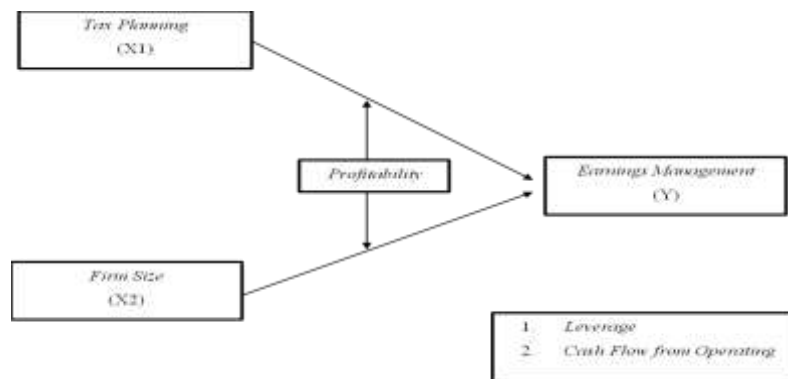 Tax Planning
(X1)
Profitability
Earnings Management
(Y)
Firm Size
(X2)
1. Leverage
2. Cash Flow from Operating